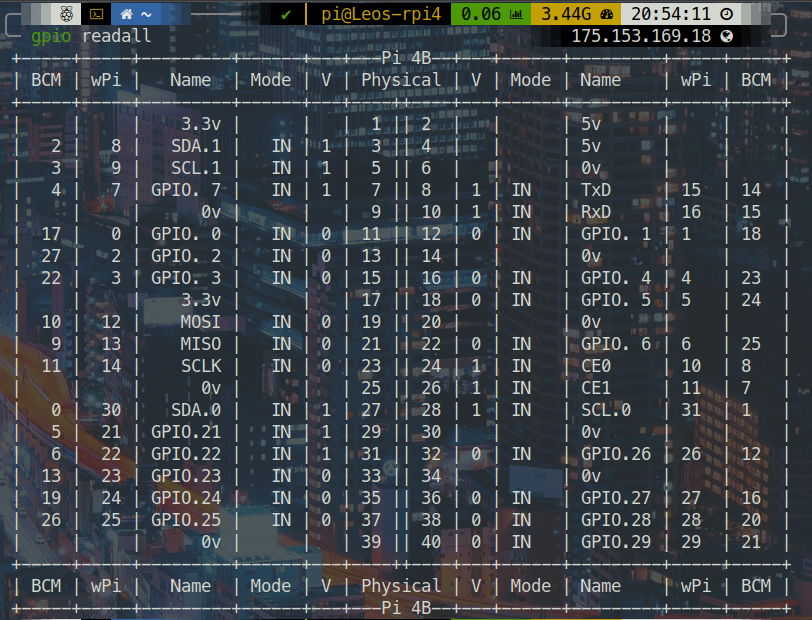 ~ ✔ pi@Leos-rpi4 0.06 3.44G 20:54:11
gpio readall 175.153.169.18
+-----+-----+---------+------+---+---Pi 4B--+---+------+---------+-----+-----+
| BCM | wPi | Name | Mode | V | Physical | V | Mode | Name | wPi | BCM |
+-----+-----+---------+------+---+----++----+---+------+---------+-----+-----+
| | | 3.3v | | | 1 || 2 | | | 5v | | |
| 2 | 8 | SDA.1 | IN | 1 | 3 || 4 | | | 5v | | |
| 3 | 9 | SCL.1 | IN | 1 | 5 || 6 | | | 0v | | |
| 4 | 7 | GPIO. 7 | IN | 1 | 7 || 8 | 1 | IN | TxD | 15 | 14 |
| | | 0v | | | 9 || 10 | 1 | IN | RxD | 16 | 15 |
| 17 | 0 | GPIO. 0 | IN | 0 | 11 || 12 | 0 | IN | GPIO. 1 | 1 | 18 |
| 27 | 2 | GPIO. 2 | IN | 0 | 13 || 14 | | | 0v | | |
| 22 | 3 | GPIO. 3 | IN | 0 | 15 || 16 | 0 | IN | GPIO. 4 | 4 | 23 |
| | | 3.3v | | | 17 || 18 | 0 | IN | GPIO. 5 | 5 | 24 |
| 10 | 12 | MOSI | IN | 0 | 19 || 20 | | | 0v | | |
| 9 | 13 | MISO | IN | 0 | 21 || 22 | 0 | IN | GPIO. 6 | 6 | 25 |
| 11 | 14 | SCLK | IN | 0 | 23 || 24 | 1 | IN | CE0 | 10 | 8 |
| | | 0v | | | 25 || 26 | 1 | IN | CE1 | 11 | 7 |
| 0 | 30 | SDA.0 | IN | 1 | 27 || 28 | 1 | IN | SCL.0 | 31 | 1 |
| 5 | 21 | GPIO.21 | IN | 1 | 29 || 30 | | | 0v | | |
| 6 | 22 | GPIO.22 | IN | 1 | 31 || 32 | 0 | IN | GPIO.26 | 26 | 12 |
| 13 | 23 | GPIO.23 | IN | 0 | 33 || 34 | | | 0v | | |
| 19 | 24 | GPIO.24 | IN | 0 | 35 || 36 | 0 | IN | GPIO.27 | 27 | 16 |
| 26 | 25 | GPIO.25 | IN | 0 | 37 || 38 | 0 | IN | GPIO.28 | 28 | 20 |
| | | 0v | | | 39 || 40 | 0 | IN | GPIO.29 | 29 | 21 |
+-----+-----+---------+------+---+----++----+---+------+---------+-----+-----+
| BCM | wPi | Name | Mode | V | Physical | V | Mode | Name | wPi | BCM |
+-----+-----+---------+------+---+---Pi 4B--+---+------+---------+-----+-----+